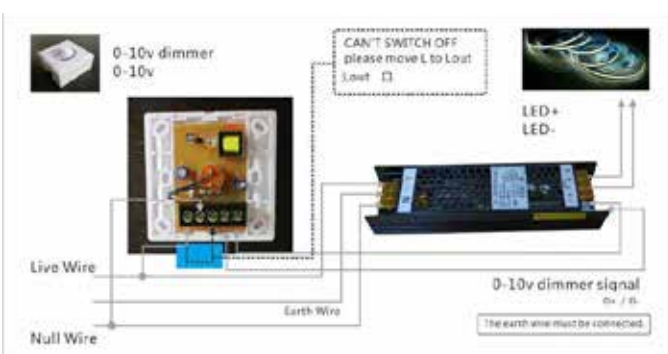 0-10v dimmer
0-10v
CAN'T SWITCH OFF
please move L to Lout
Lout
LED+
LED-
Live Wire
Earth Wire
Null Wire
0-10v dimmer signal
D+ / D-
The earth wire must be connected.